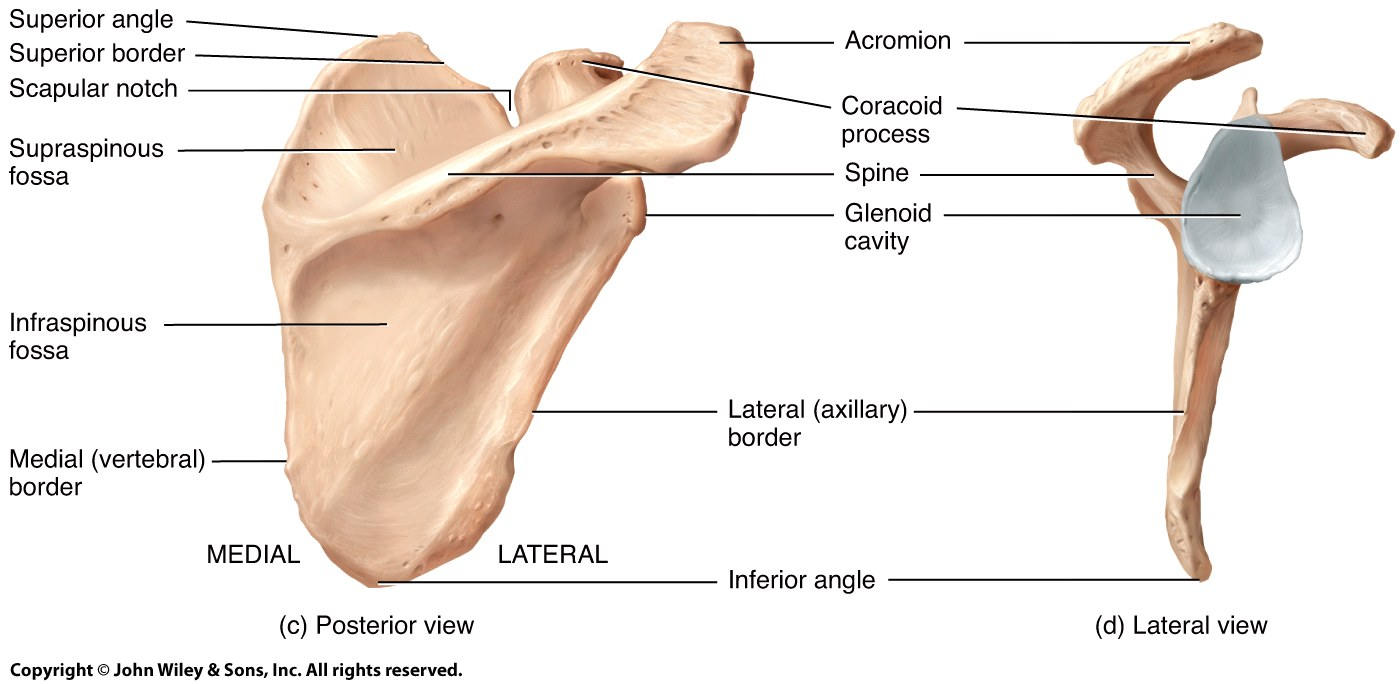 Superior angle
Superior border
Scapular notch
Supraspinous
fossa
Infraspinous
fossa
Medial (vertebral)
border
MEDIAL
LATERAL
Acromion
Coracoid
process
Spine
Glenoid
cavity
Lateral (axillary)
border
Inferior angle
(c) Posterior view
(d) Lateral view
Copyright © John Wiley & Sons, Inc. All rights reserved.